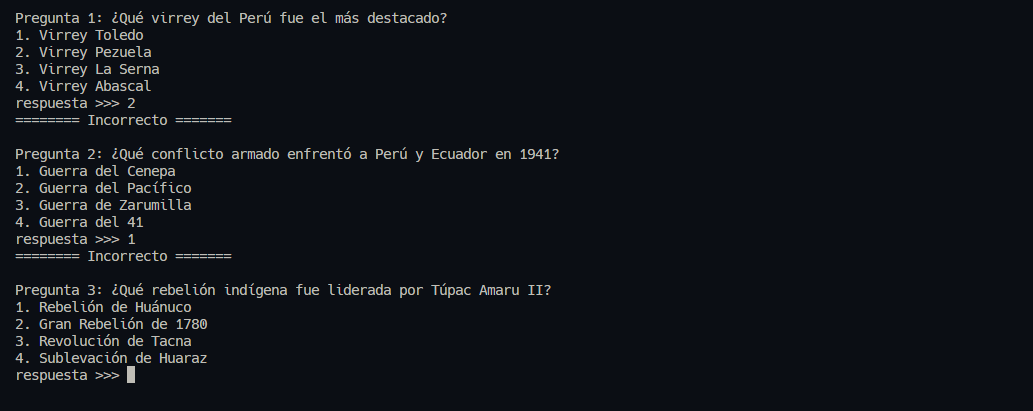 Pregunta 1: ¿Qué virrey del Perú fue el más destacado?
1. Virrey Toledo
2. Virrey Pezuela
3. Virrey La Serna
4. Virrey Abascal
respuesta >>> 2
======== Incorrecto =======
Pregunta 2: ¿Qué conflicto armado enfrentó a Perú y Ecuador en 1941?
1. Guerra del Cenepa
2. Guerra del Pacífico
3. Guerra de Zarumilla
4. Guerra del 41
respuesta >>> 1
======== Incorrecto =======
Pregunta 3: ¿Qué rebelión indígena fue liderada por Túpac Amaru II?
1. Rebelión de Huánuco
2. Gran Rebelión de 1780
3. Revolución de Tacna
4. Sublevación de Huaraz
respuesta >>>